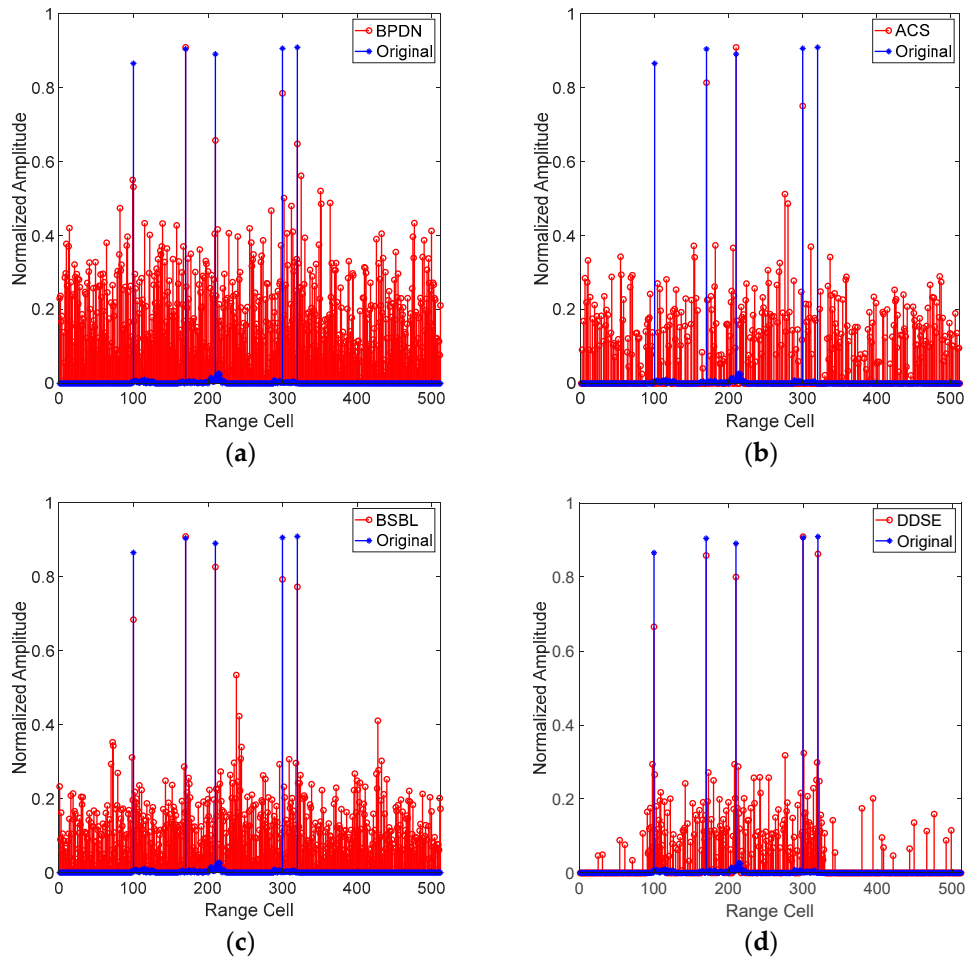 1
0.8
0.6
0.4
0.2
0
Normalized Amplitude
0 100 200 300 400 500
Range Cell
BPDN
Original
(a)
1
0.8
0.6
0.4
0.2
0
Normalized Amplitude
0 100 200 300 400 500
Range Cell
ACS
Original
(b)
1
0.8
0.6
0.4
0.2
0
Normalized Amplitude
0 100 200 300 400 500
Range Cell
BSBL
Original
(c)
1
0.8
0.6
0.4
0.2
0
Normalized Amplitude
0 100 200 300 400 500
Range Cell
DDSE
Original
(d)